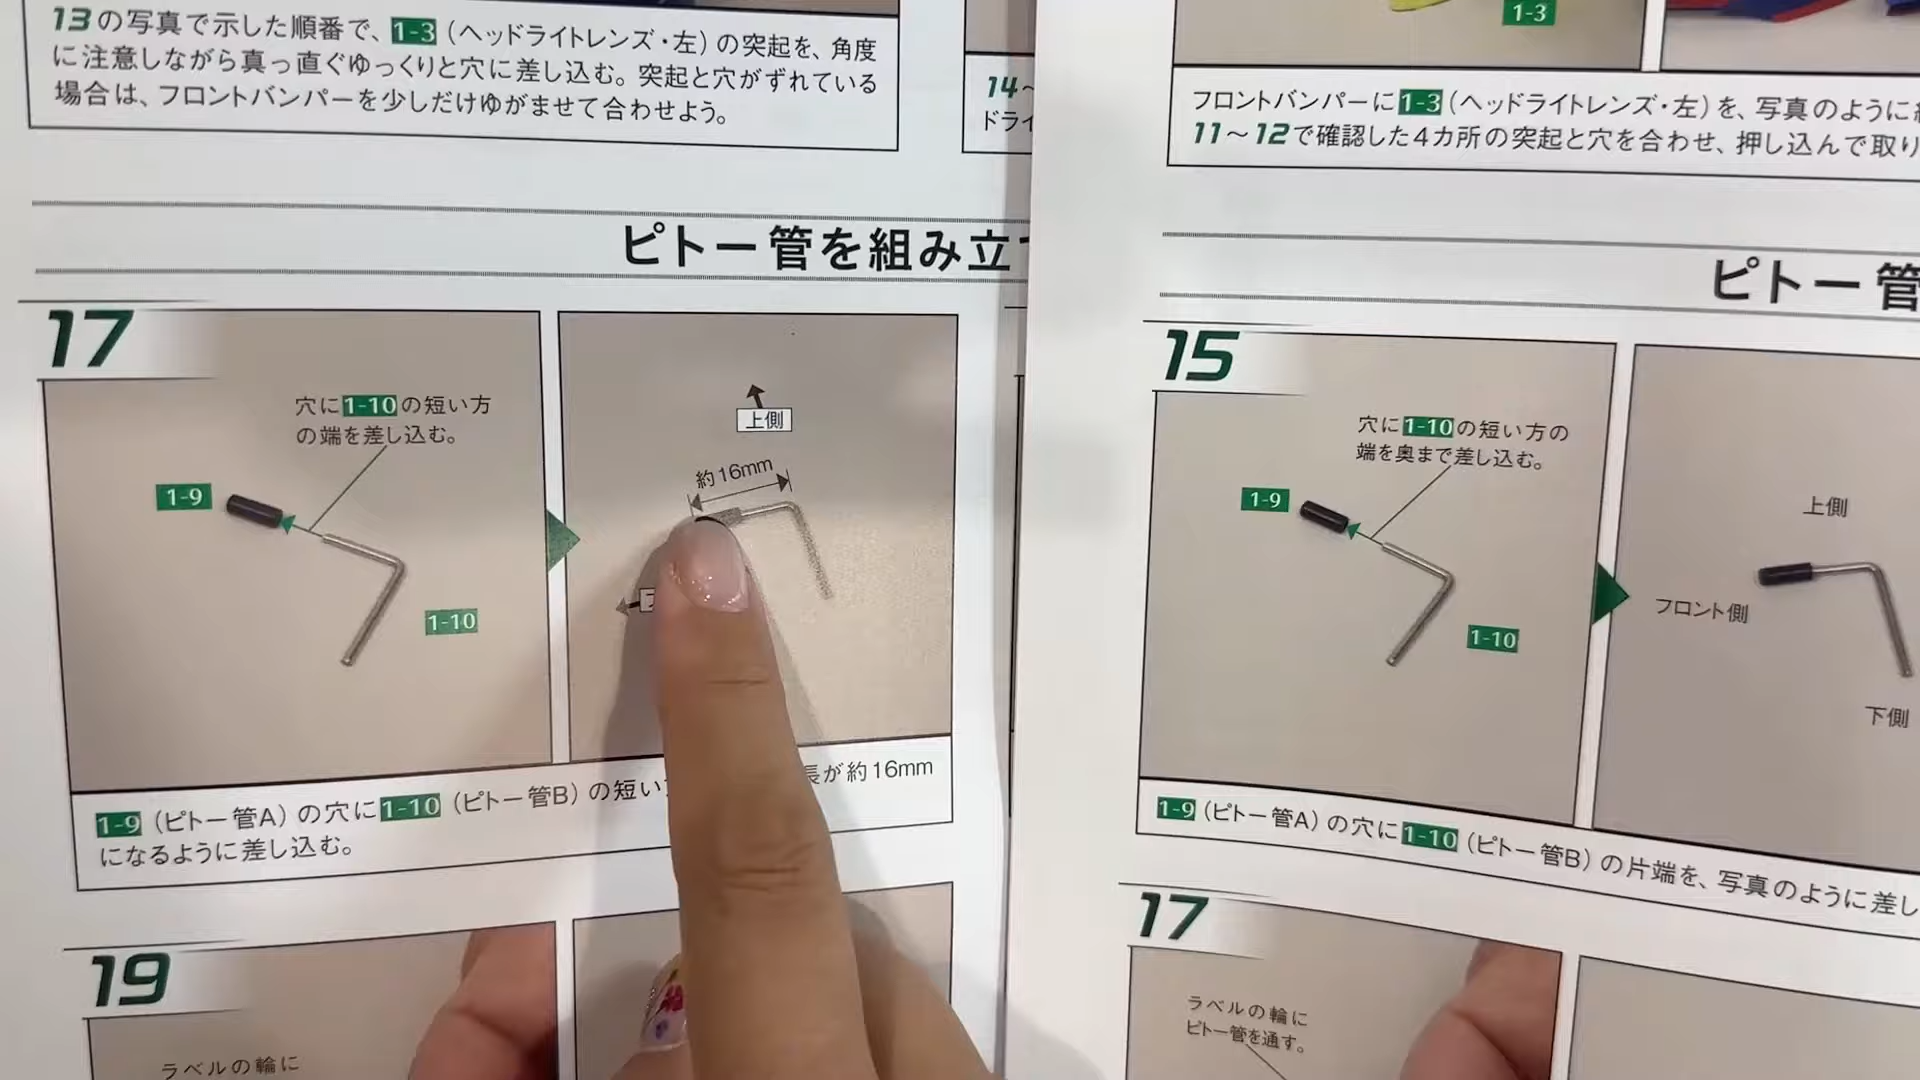 13の写真で示した順番で、1-3（ヘッドライトレンズ・左）の突起を、角度
に注意しながら真っ直ぐゆっくりと穴に差し込む。突起と穴がずれている
場合は、フロントバンパーを少しだけゆがませて合わせよう。
14～
ドライ
ピトー管を組み立
17
穴に1-10の短い方
の端を差し込む。
1-9
1-10
上側
約16mm
1-9（ピトー管A）の穴に1-10（ピトー管B）の短い
長が約16mm
になるように差し込む。
19
ラベルの輪に
1-3
フロントバンパーに1-3（ヘッドライトレンズ・左）を、写真のように
11～12で確認した4カ所の突起と穴を合わせ、押し込んで取り
ピトー管
15
穴に1-10の短い方の
端を奥まで差し込む。
1-9
1-10
上側
フロント側
下側
1-9（ピトー管A）の穴に1-10（ピトー管B）の片端を、写真のように差し
17
ラベルの輪に
ピトー管を通す。